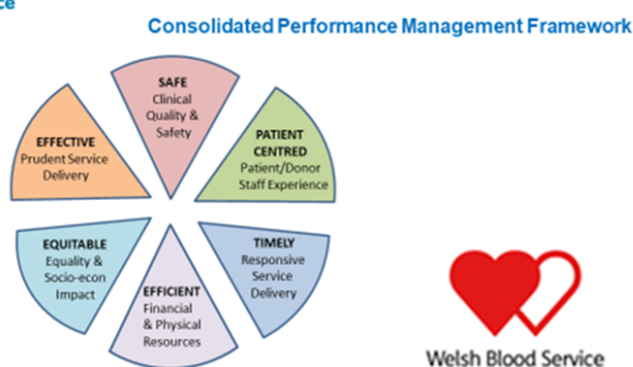 ce
Consolidated Performance Management Framework
SAFE
Clinical
Quality &
Safety
PATIENT
CENTRED
Patient/Donor
Staff Experience
TIMELY
Responsive
Service
Delivery
EFFICIENT
Financial
& Physical
Resources
EQUITABLE
Equality &
Socio-econ
Impact
EFFECTIVE
Prudent Service
Delivery
Welsh Blood Service